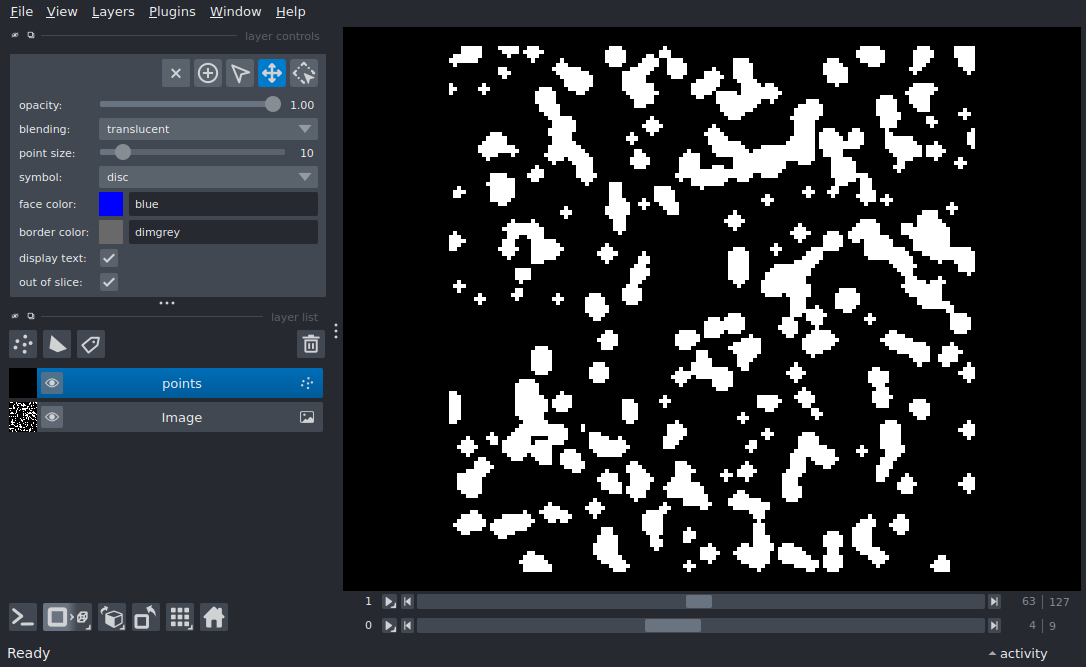 File View Layers Plugins Window Help
layer controls
opacity: 1.00
blending: translucent
point size: 10
symbol: disc
face color: blue
border color: dimgrey
display text:
out of slice:
layer list
points
Image
1 63 | 127
0 4 | 9
Ready activity